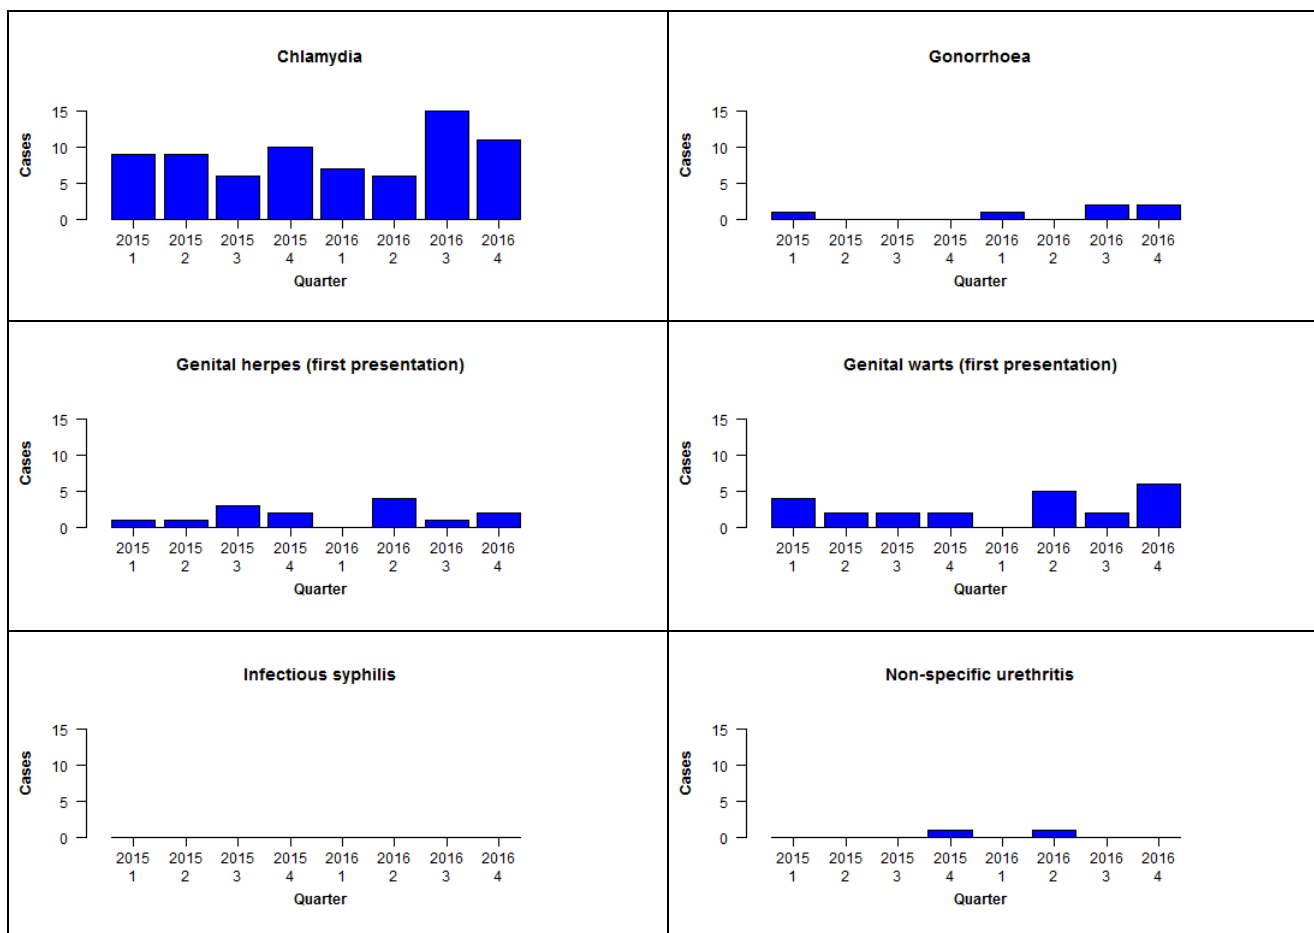 Chlamydia
Cases
15
10
5
0
2015 2015 2015 2015 2016 2016 2016 2016
1 2 3 4 1 2 3 4
Quarter
Gonorrhoea
Cases
15
10
5
0
2015 2015 2015 2015 2016 2016 2016 2016
1 2 3 4 1 2 3 4
Quarter
Genital herpes (first presentation)
Cases
15
10
5
0
2015 2015 2015 2015 2016 2016 2016 2016
1 2 3 4 1 2 3 4
Quarter
Genital warts (first presentation)
Cases
15
10
5
0
2015 2015 2015 2015 2016 2016 2016 2016
1 2 3 4 1 2 3 4
Quarter
Infectious syphilis
Cases
15
10
5
0
2015 2015 2015 2015 2016 2016 2016 2016
1 2 3 4 1 2 3 4
Quarter
Non-specific urethritis
Cases
15
10
5
0
2015 2015 2015 2015 2016 2016 2016 2016
1 2 3 4 1 2 3 4
Quarter